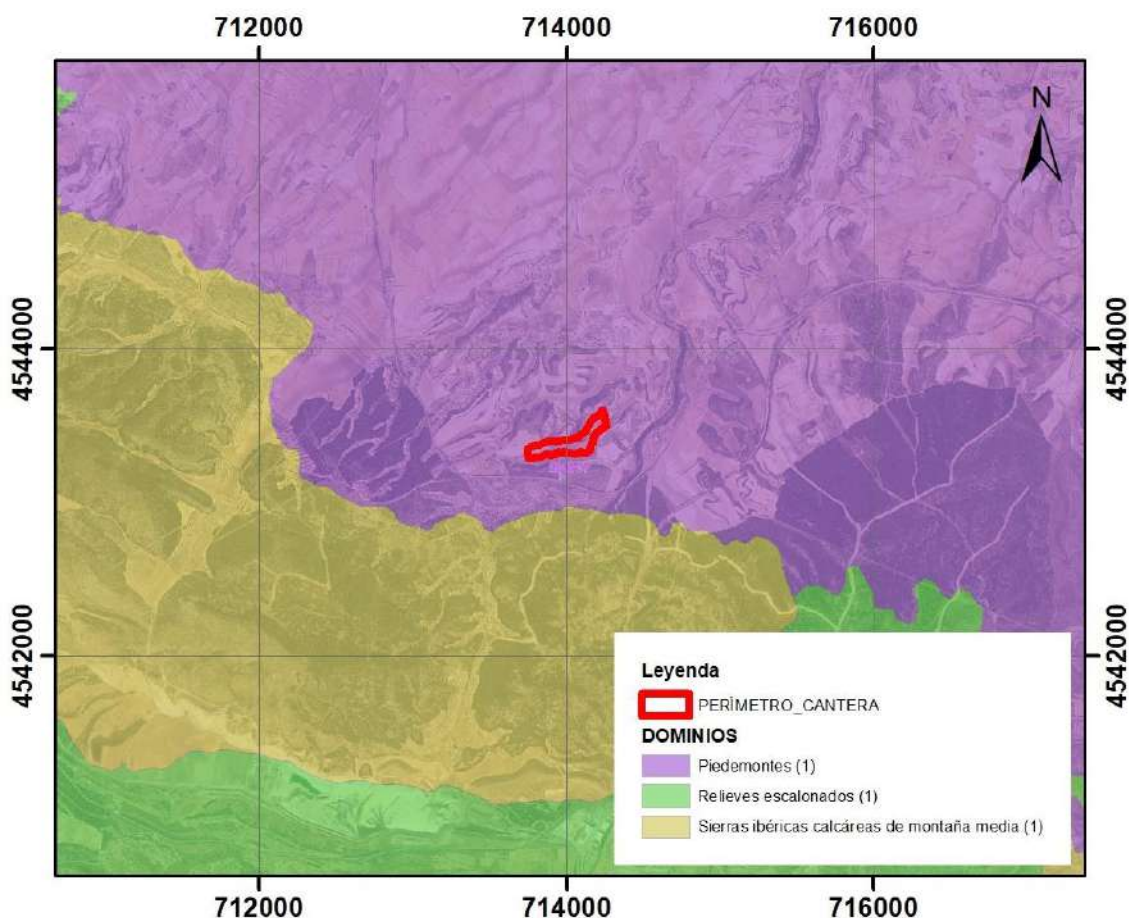 712000 714000 716000
N
4544000 4544000
4542000 4542000
Leyenda
PERÍMETRO_CANTERA
DOMINIOS
Piedemontes (1)
Relieves escalonados (1)
Sierras ibéricas calcáreas de montaña media (1)
712000 714000 716000